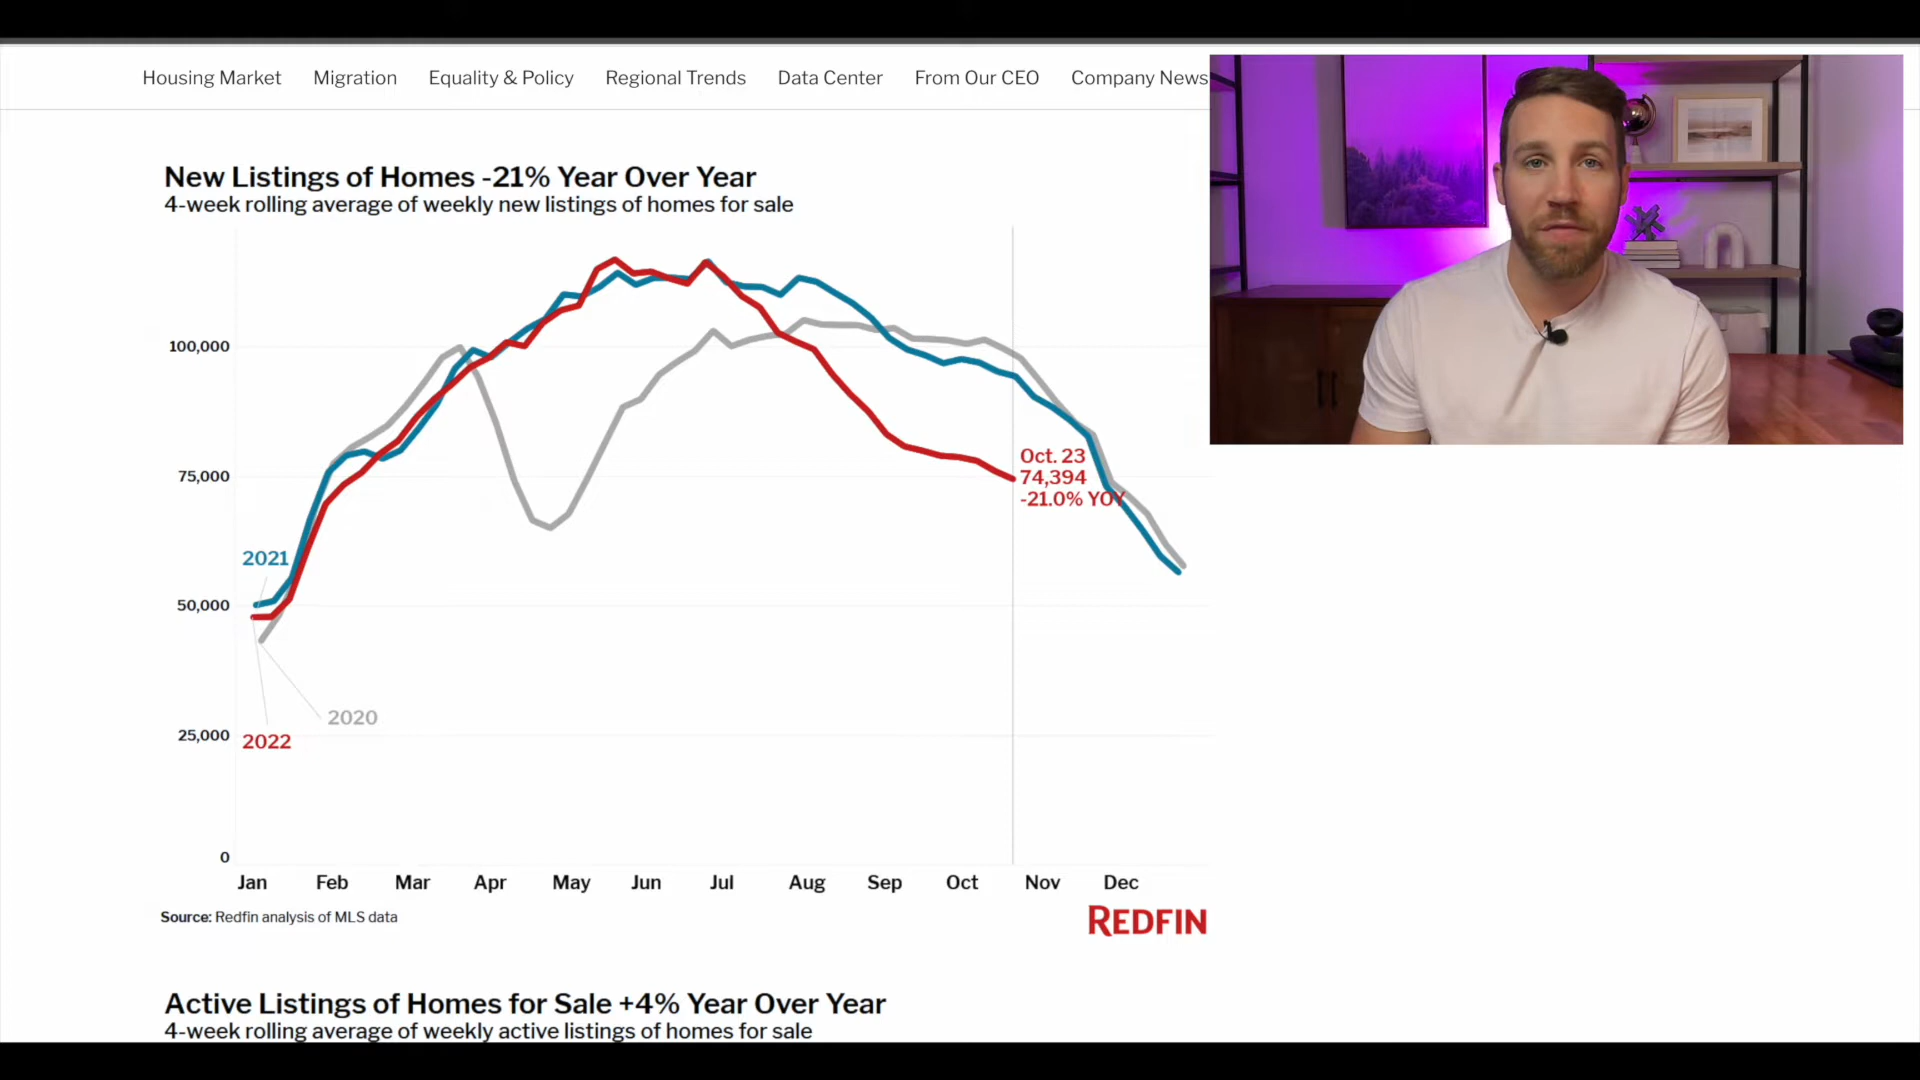 Housing Market Migration Equality & Policy Regional Trends Data Center From Our CEO Company News
New Listings of Homes -21% Year Over Year
4-week rolling average of weekly new listings of homes for sale
100,000
75,000
50,000
25,000
0
Oct. 23
74,394
-21.0% YOY
2021
2020
2022
Jan Feb Mar Apr May Jun Jul Aug Sep Oct Nov Dec
Source: Redfin analysis of MLS data
REDFIN
Active Listings of Homes for Sale +4% Year Over Year
4-week rolling average of weekly active listings of homes for sale